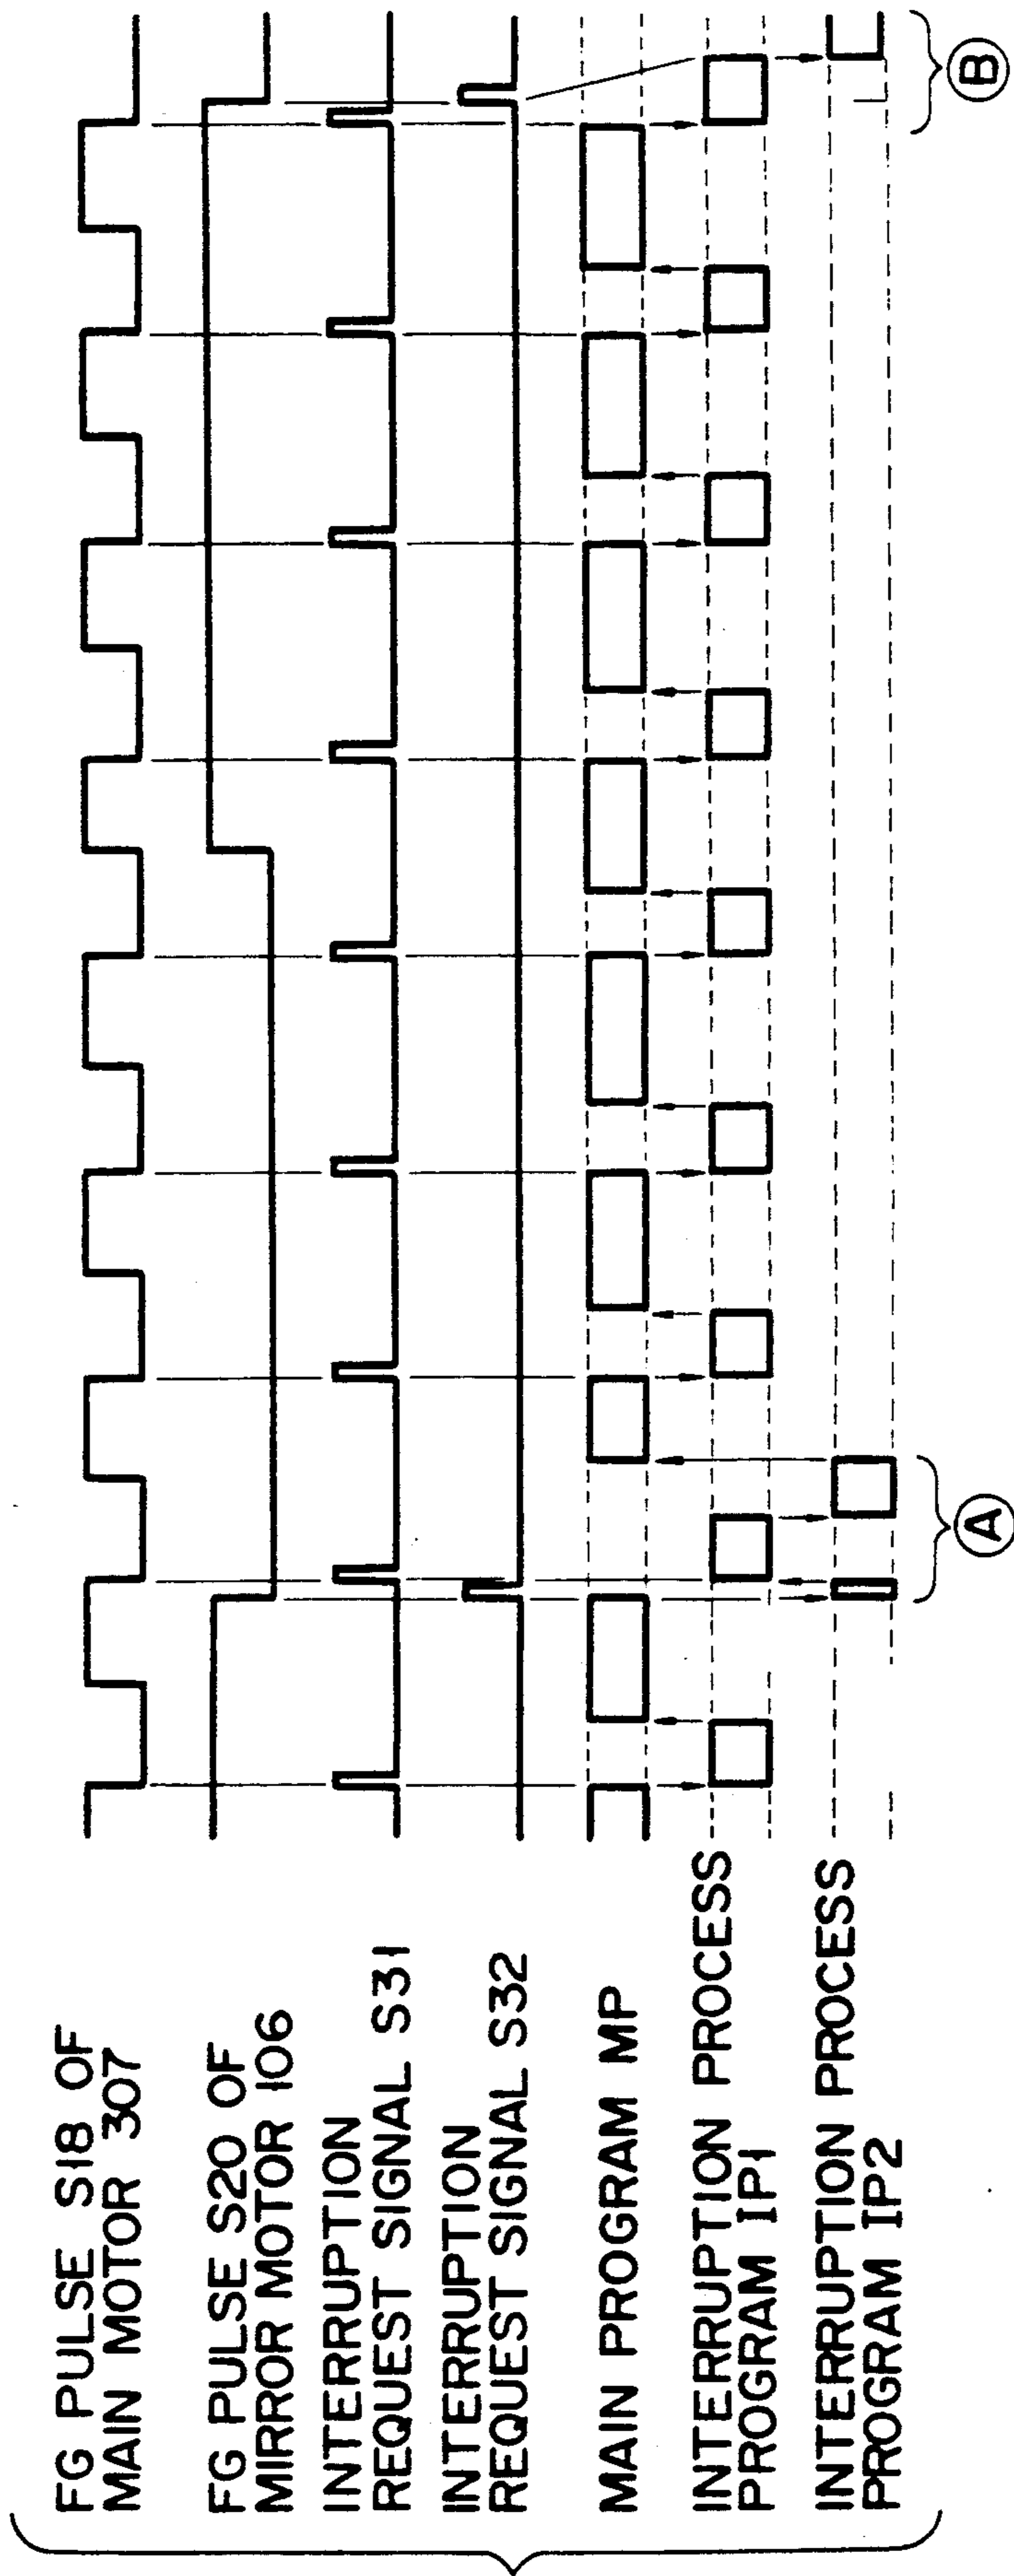 FG PULSE S18 OF
MAIN MOTOR 307
FG PULSE S20 OF
MIRROR MOTOR 106
INTERRUPTION
REQUEST SIGNAL S31
INTERRUPTION
REQUEST SIGNAL S32
MAIN PROGRAM MP
INTERRUPTION PROCESS
PROGRAM IP1
INTERRUPTION PROCESS
PROGRAM IP2
A
B